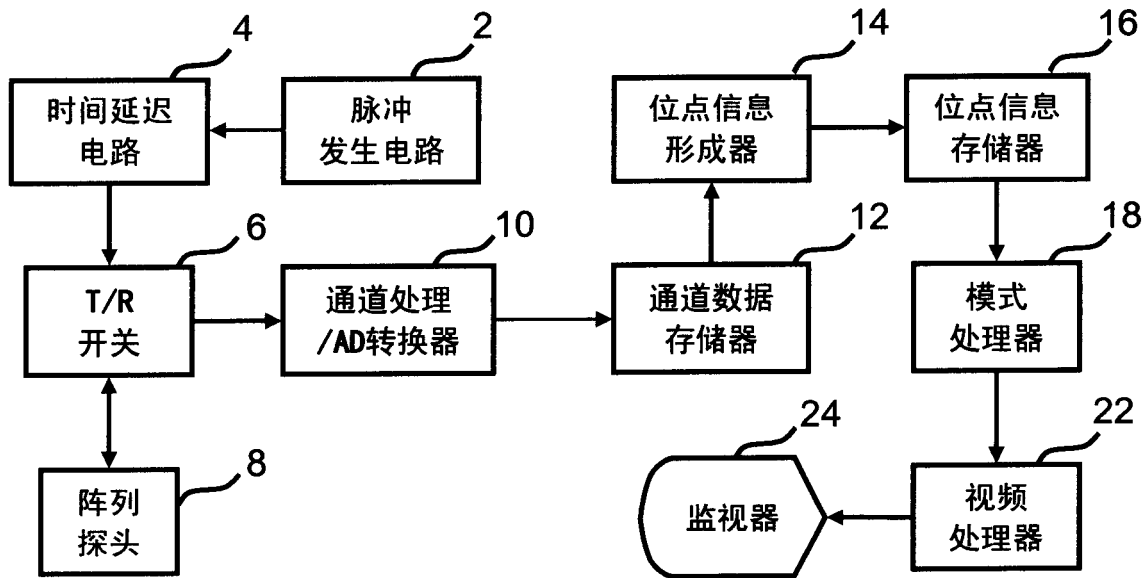 4
2
14
16
时间延迟
电路
脉冲
发生电路
位点信息
形成器
位点信息
存储器
6
10
12
18
T/R
开关
通道处理
/AD转换器
通道数据
存储器
模式
处理器
8
24
22
阵列
探头
监视器
视频
处理器